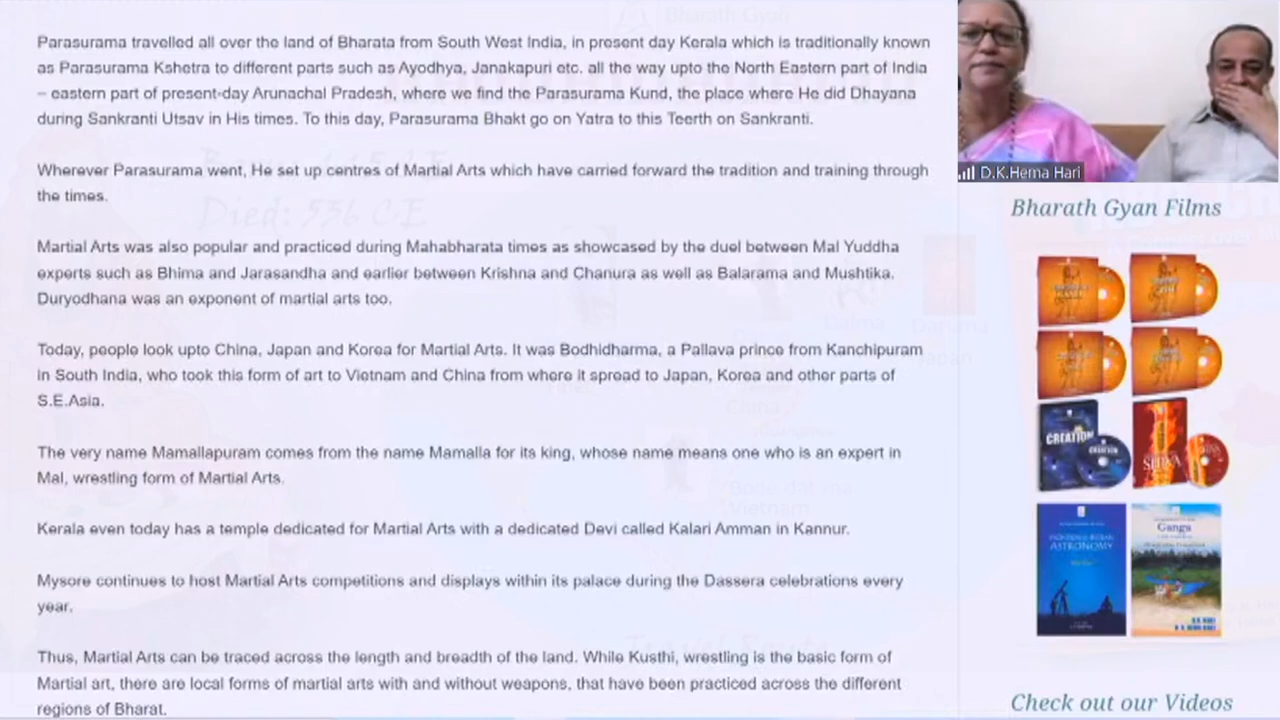 Parasurama travelled all over the land of Bharata from South West India, in present day Kerala which is traditionally known
as Parasurama Kshetra to different parts such as Ayodhya, Janakapuri etc. all the way upto the North Eastern part of India
– eastern part of present-day Arunachal Pradesh, where we find the Parasurama Kund, the place where He did Dhayana
during Sankranti Utsav in His times. To this day, Parasurama Bhakt go on Yatra to this Teerth on Sankranti.
Wherever Parasurama went, He set up centres of Martial Arts which have carried forward the tradition and training through
the times.
Martial Arts was also popular and practiced during Mahabharata times as showcased by the duel between Mal Yuddha
experts such as Bhima and Jarasandha and earlier between Krishna and Chanura as well as Balarama and Mushtika.
Duryodhana was an exponent of martial arts too.
Today, people look upto China, Japan and Korea for Martial Arts. It was Bodhidharma, a Pallava prince from Kanchipuram
in South India, who took this form of art to Vietnam and China from where it spread to Japan, Korea and other parts of
S.E.Asia.
The very name Mamallapuram comes from the name Mamalla for its king, whose name means one who is an expert in
Mal, wrestling form of Martial Arts.
Kerala even today has a temple dedicated for Martial Arts with a dedicated Devi called Kalari Amman in Kannur.
Mysore continues to host Martial Arts competitions and displays within its palace during the Dassera celebrations every
year.
Thus, Martial Arts can be traced across the length and breadth of the land. While Kusthi, wrestling is the basic form of
Martial art, there are local forms of martial arts with and without weapons, that have been practiced across the different
regions of Bharat.
D.K.Hema Hari
Bharath Gyan Films
CREATION
CREATION
SHIVA
ASTRONOMY
Ganga
Check out our Videos
Bharath Gyan
Died: 556 CE
Daruma
Japan
China
Vietnam